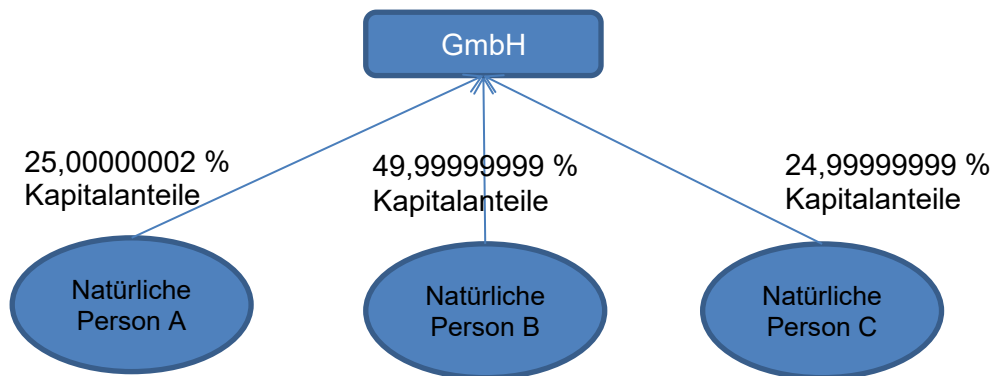 GmbH
25,00000002 %
Kapitalanteile
49,99999999 %
Kapitalanteile
24,99999999 %
Kapitalanteile
Natürliche
Person A
Natürliche
Person B
Natürliche
Person C